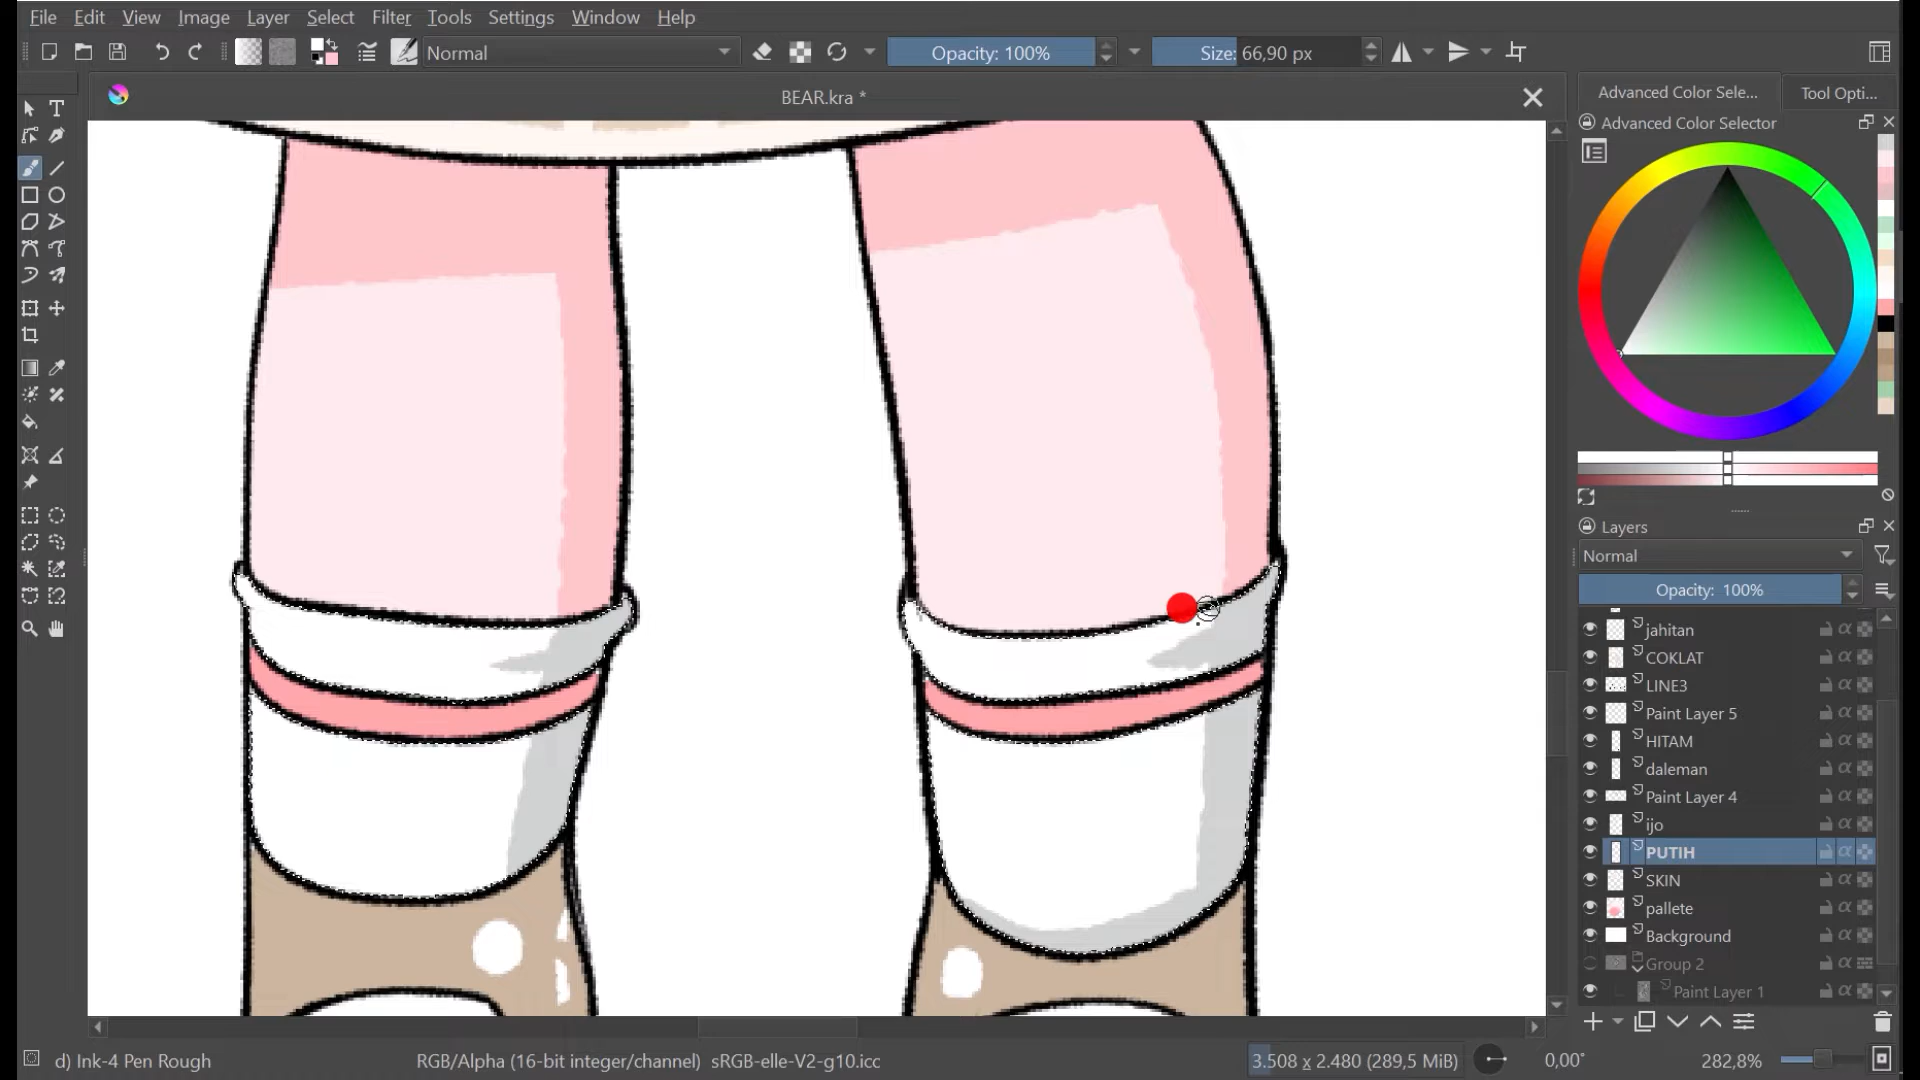 File Edit View Image Layer Select Filter Tools Settings Window Help
Normal Opacity: 100% Size: 66,90 px
BEAR.kra *
Advanced Color Sele... Tool Opti...
Advanced Color Selector
Layers
Normal
Opacity: 100%
jahitan
COKLAT
LINE3
Paint Layer 5
HITAM
daleman
Paint Layer 4
ijo
PUTIH
SKIN
pallete
Background
Group 2
Paint Layer 1
d) Ink-4 Pen Rough RGB/Alpha (16-bit integer/channel) sRGB-elle-V2-g10.icc 3.508 x 2.480 (289,5 MiB) 0,00° 282,8%